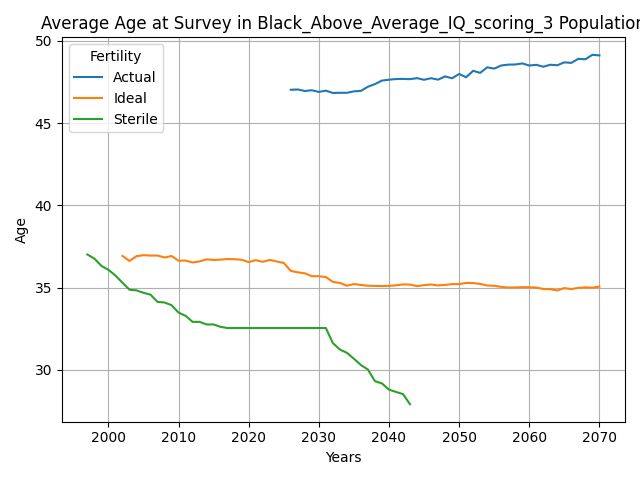 Average Age at Survey in Black_Above_Average_IQ_scoring_3 Population
Fertility
Actual
Ideal
Sterile
50
45
40
35
30
Age
2000 2010 2020 2030 2040 2050 2060 2070
Years